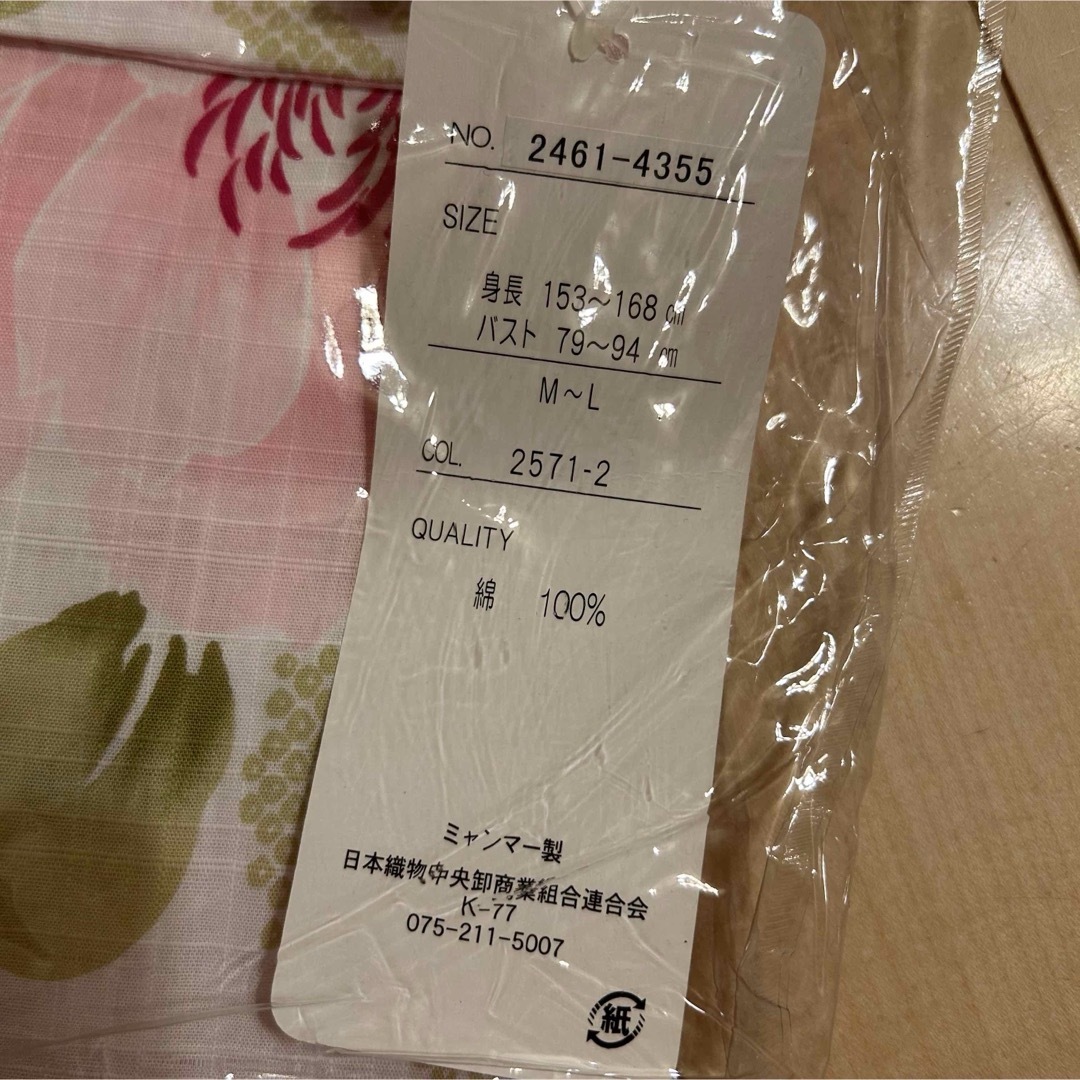 NO. 2461-4355
SIZE
身長 153～168 ㎝
バスト 79～94 ㎝
M～L
COL. 2571-2
QUALITY
綿 100%
ミャンマー製
日本織物中央卸商業組合連合会
K-77
075-211-5007
紙